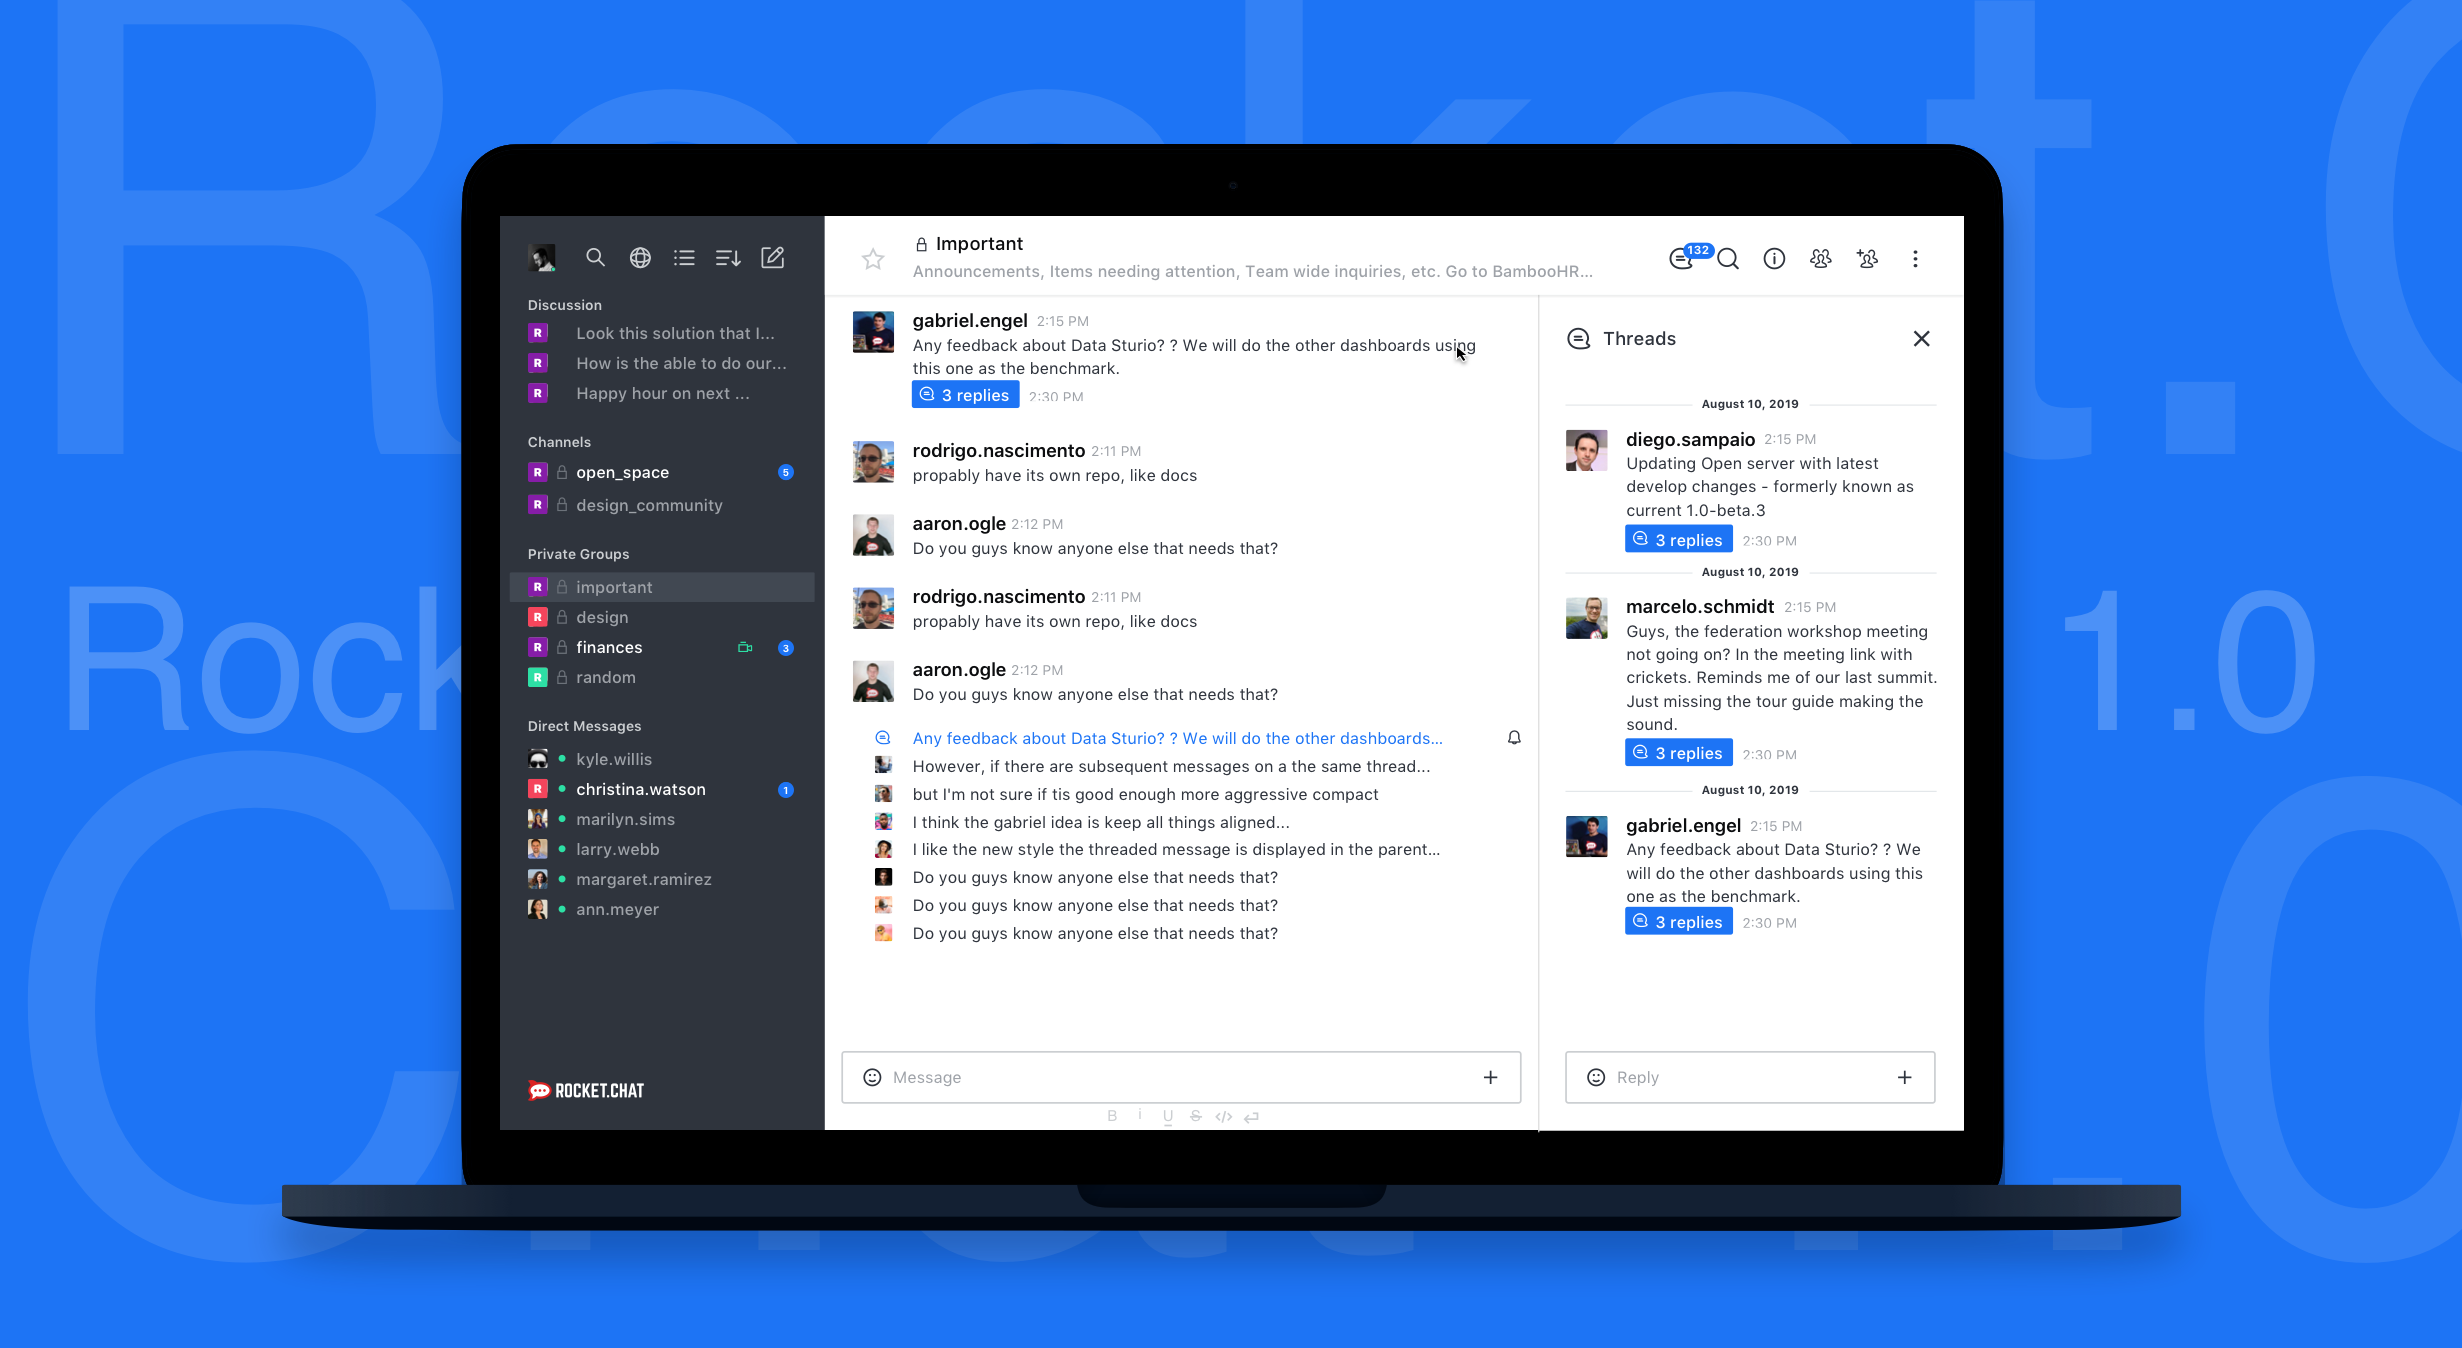 Rocket.C
Rock
1.0
Important
Announcements, Items needing attention, Team wide inquiries, etc. Go to BambooHR...
132
Discussion
R Look this solution that I...
R How is the able to do our...
R Happy hour on next ...
Channels
R open_space 5
R design_community
Private Groups
R important
R design
R finances 3
R random
Direct Messages
kyle.willis
R christina.watson 1
marilyn.sims
larry.webb
margaret.ramirez
ann.meyer
ROCKET.CHAT
gabriel.engel 2:15 PM
Any feedback about Data Sturio? ? We will do the other dashboards using
this one as the benchmark.
3 replies 2:30 PM
rodrigo.nascimento 2:11 PM
propably have its own repo, like docs
aaron.ogle 2:12 PM
Do you guys know anyone else that needs that?
rodrigo.nascimento 2:11 PM
propably have its own repo, like docs
aaron.ogle 2:12 PM
Do you guys know anyone else that needs that?
Any feedback about Data Sturio? ? We will do the other dashboards...
However, if there are subsequent messages on a the same thread...
but I'm not sure if tis good enough more aggressive compact
I think the gabriel idea is keep all things aligned...
I like the new style the threaded message is displayed in the parent...
Do you guys know anyone else that needs that?
Do you guys know anyone else that needs that?
Do you guys know anyone else that needs that?
Message
B i U S </>
Threads
August 10, 2019
diego.sampaio 2:15 PM
Updating Open server with latest
develop changes - formerly known as
current 1.0-beta.3
3 replies 2:30 PM
August 10, 2019
marcelo.schmidt 2:15 PM
Guys, the federation workshop meeting
not going on? In the meeting link with
crickets. Reminds me of our last summit.
Just missing the tour guide making the
sound.
3 replies 2:30 PM
August 10, 2019
gabriel.engel 2:15 PM
Any feedback about Data Sturio? ? We
will do the other dashboards using this
one as the benchmark.
3 replies 2:30 PM
Reply